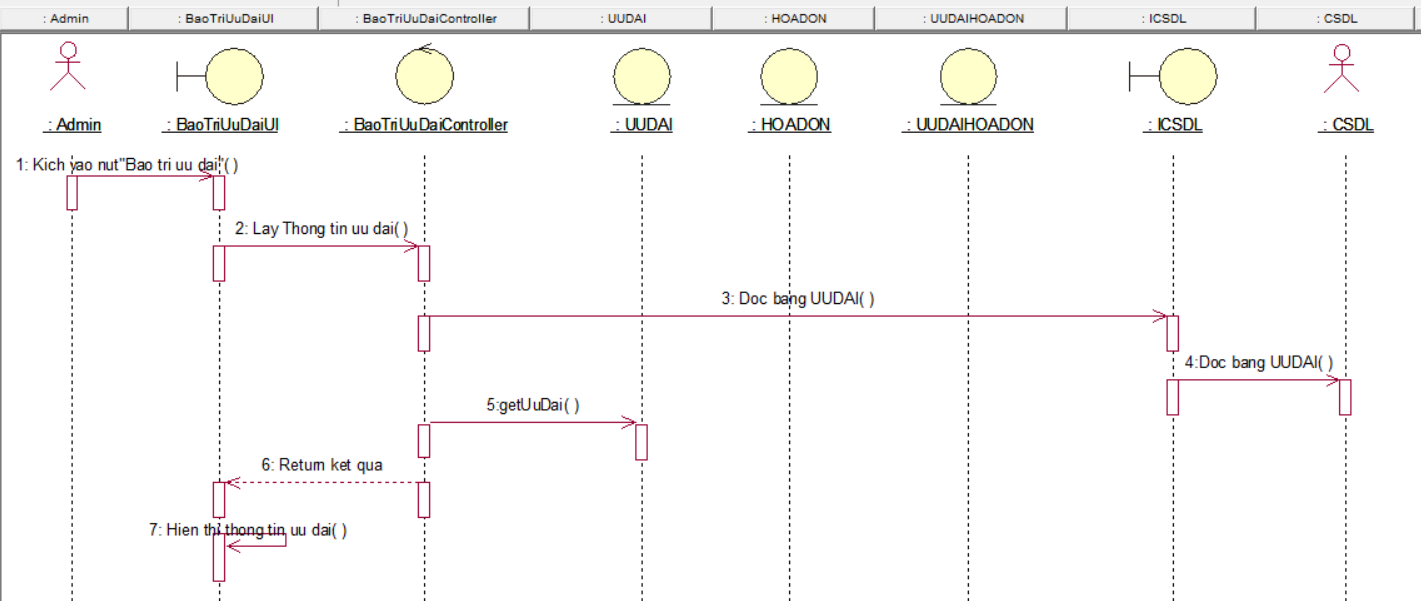 : Admin
: BaoTriUuDaiUI
: BaoTriUuDaiController
: UUDAI
: HOADON
: UUDAIHOADON
: ICSDL
: CSDL
: Admin
: BaoTriUuDaiUI
: BaoTriUuDaiController
: UUDAI
: HOADON
: UUDAIHOADON
: ICSDL
: CSDL
1: Kich vao nut"Bao tri uu dai"( )
2: Lay Thong tin uu dai( )
3: Doc bang UUDAI( )
4:Doc bang UUDAI( )
5:getUuDai( )
6: Return ket qua
7: Hien thi thong tin uu dai( )